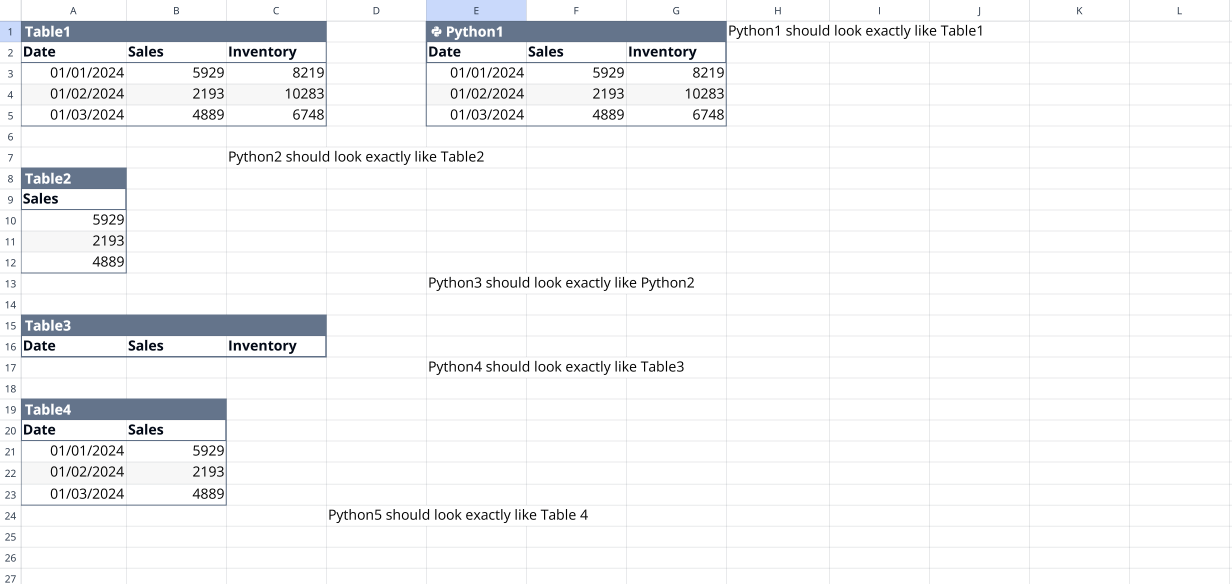 A B C D E F G H I J K L
1 Table1 Python1 Python1 should look exactly like Table1
2 Date Sales Inventory Date Sales Inventory
3 01/01/2024 5929 8219 01/01/2024 5929 8219
4 01/02/2024 2193 10283 01/02/2024 2193 10283
5 01/03/2024 4889 6748 01/03/2024 4889 6748
6
7 Python2 should look exactly like Table2
8 Table2
9 Sales
10 5929
11 2193
12 4889
13 Python3 should look exactly like Python2
14
15 Table3
16 Date Sales Inventory
17 Python4 should look exactly like Table3
18
19 Table4
20 Date Sales
21 01/01/2024 5929
22 01/02/2024 2193
23 01/03/2024 4889
24 Python5 should look exactly like Table 4
25
26
27